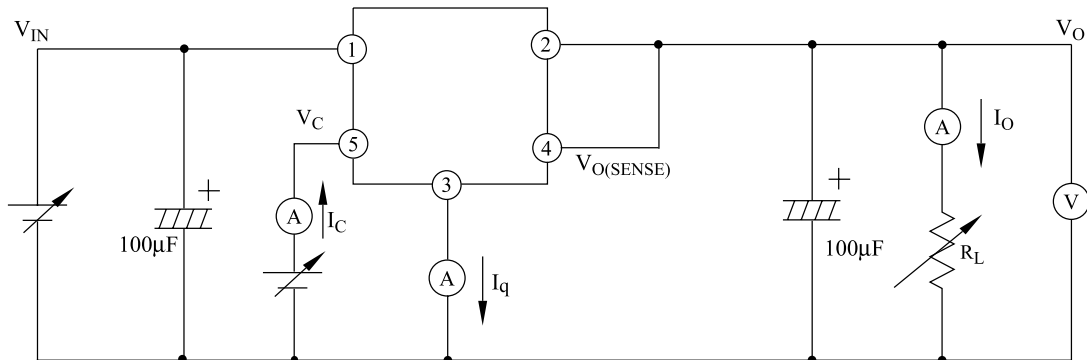 V_IN
V_O
1
2
V_C
A
I_O
5
4
V_O(SENSE)
3
+
+
V
A
I_C
100µF
100µF
R_L
A
I_q